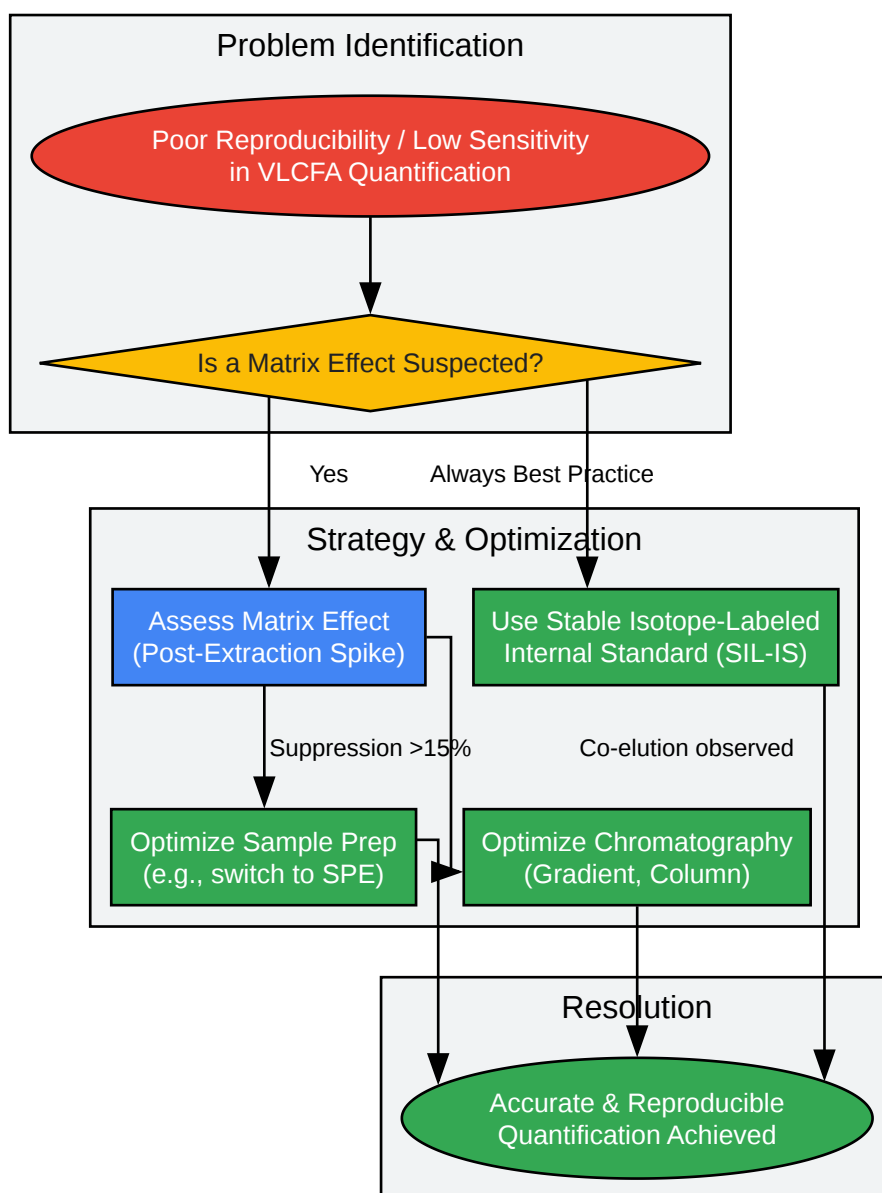 Problem Identification
Poor Reproducibility / Low Sensitivity
in VLCFA Quantification
Is a Matrix Effect Suspected?
Yes
Always Best Practice
Strategy & Optimization
Assess Matrix Effect
(Post-Extraction Spike)
Use Stable Isotope-Labeled
Internal Standard (SIL-IS)
Suppression >15%
Co-elution observed
Optimize Sample Prep
(e.g., switch to SPE)
Optimize Chromatography
(Gradient, Column)
Resolution
Accurate & Reproducible
Quantification Achieved